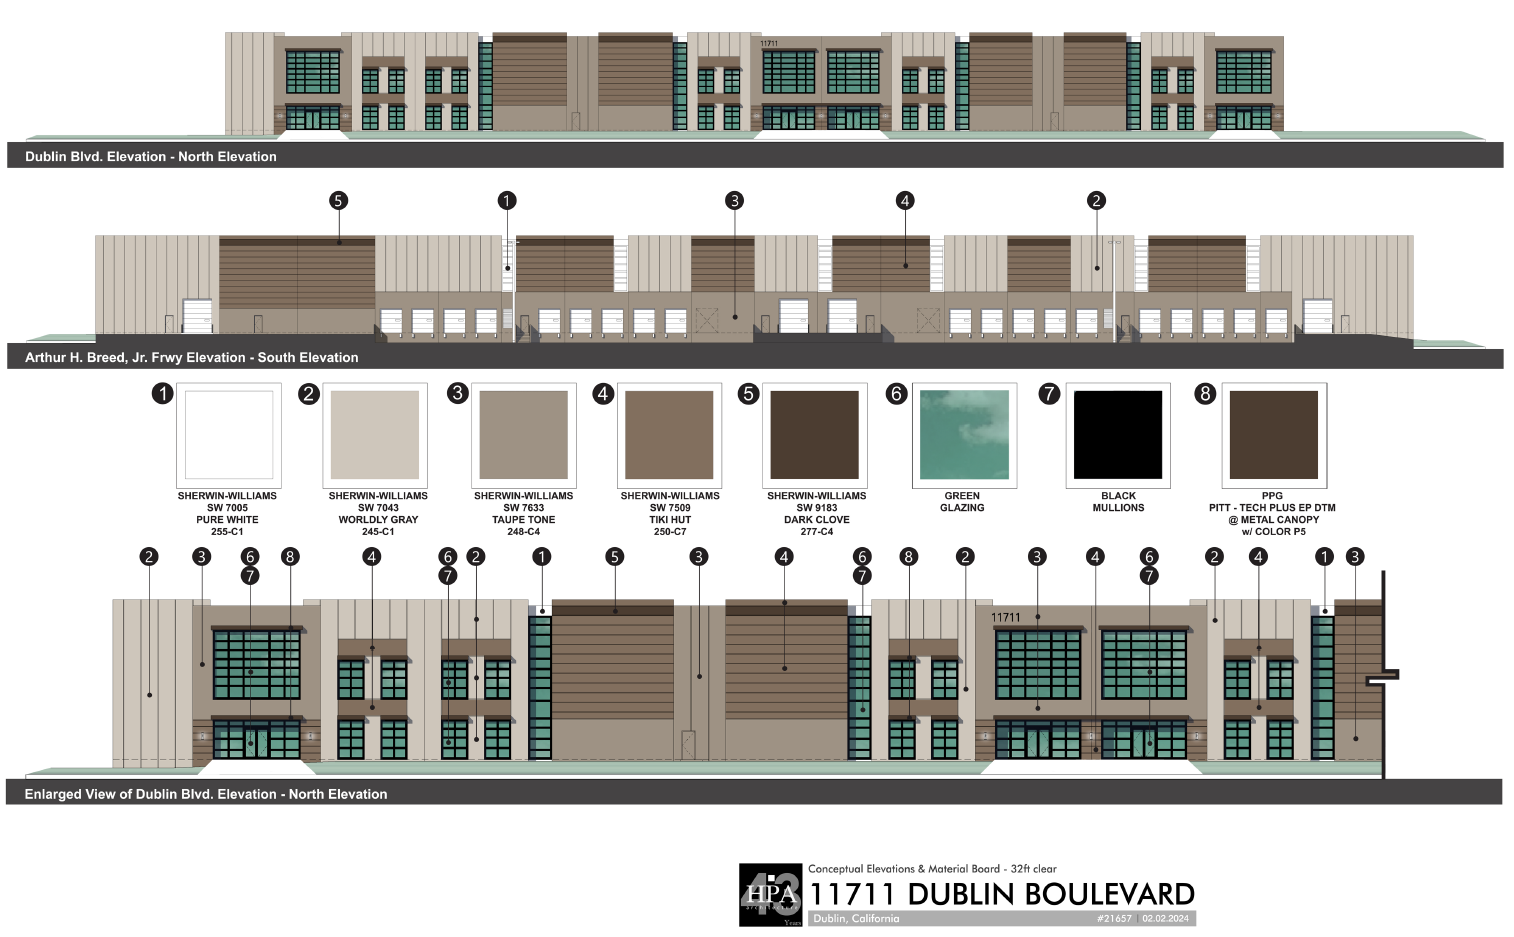 11711
Dublin Blvd. Elevation - North Elevation
5 1 3 4 2
Arthur H. Breed, Jr. Frwy Elevation - South Elevation
1 2 3 4 5 6 7 8
SHERWIN-WILLIAMS
SW 7005
PURE WHITE
255-C1
SHERWIN-WILLIAMS
SW 7043
WORLDLY GRAY
245-C1
SHERWIN-WILLIAMS
SW 7633
TAUPE TONE
248-C4
SHERWIN-WILLIAMS
SW 7509
TIKI HUT
250-C7
SHERWIN-WILLIAMS
SW 9183
DARK CLOVE
277-C4
GREEN
GLAZING
BLACK
MULLIONS
PPG
PITT - TECH PLUS EP DTM
@ METAL CANOPY
w/ COLOR P5
2 3 6 8 4 6 2 1 5 3 4 6 8 2 3 4 6 2 4 1 3
7 7 7 7
11711
Enlarged View of Dublin Blvd. Elevation - North Elevation
43
HPA
architecture
Years
Conceptual Elevations & Material Board - 32ft clear
11711 DUBLIN BOULEVARD
Dublin, California
#21657 | 02.02.2024